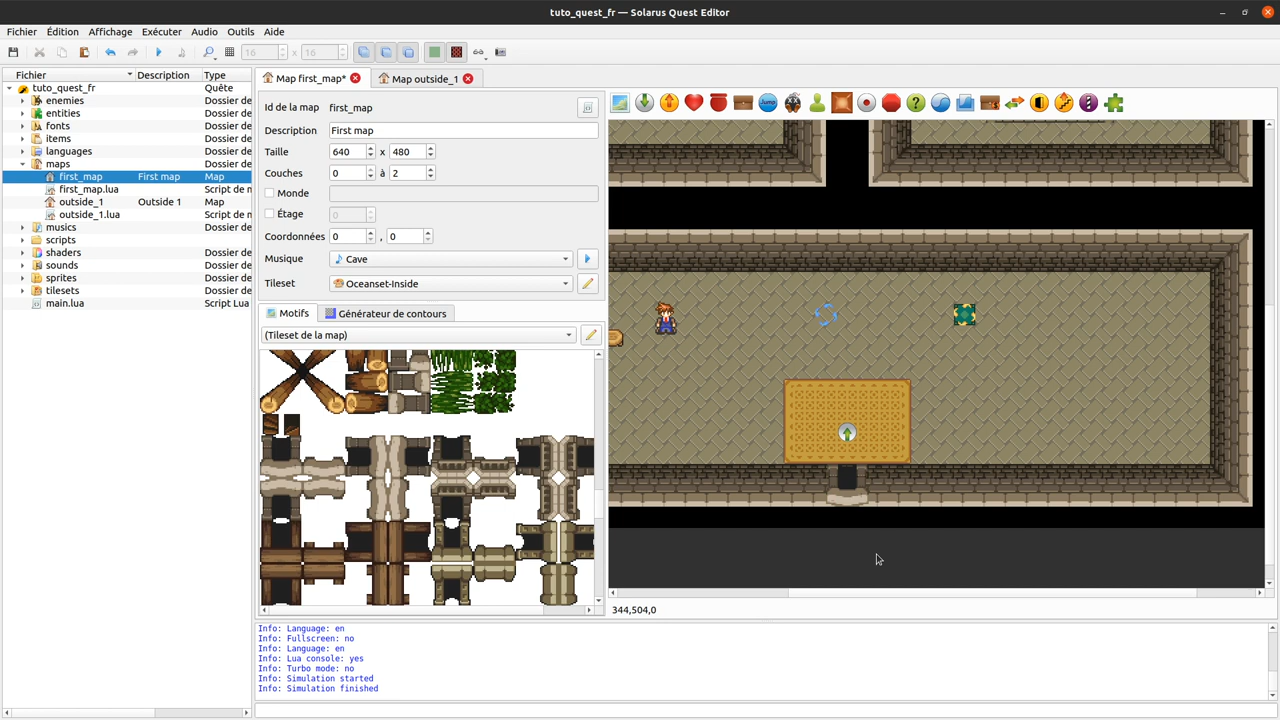 tuto_quest_fr — Solarus Quest Editor
Fichier Édition Affichage Exécuter Audio Outils Aide
16 x 16
Fichier Description Type
tuto_quest_fr Quête
enemies Dossier de
entities Dossier de
fonts Dossier de
items Dossier de
languages Dossier de
maps Dossier de
first_map First map Map
first_map.lua Script de m
outside_1 Outside 1 Map
outside_1.lua Script de m
musics Dossier de
scripts
shaders Dossier de
sounds Dossier de
sprites Dossier de
tilesets Dossier de
main.lua Script Lua
Map first_map* Map outside_1
Id de la map first_map
Description First map
Taille 640 x 480
Couches 0 à 2
Monde
Étage 0
Coordonnées 0 , 0
Musique Cave
Tileset Oceanset-Inside
Motifs Générateur de contours
(Tileset de la map)
Jump
344,504,0
Info: Language: en
Info: Fullscreen: no
Info: Language: en
Info: Lua console: yes
Info: Turbo mode: no
Info: Simulation started
Info: Simulation finished